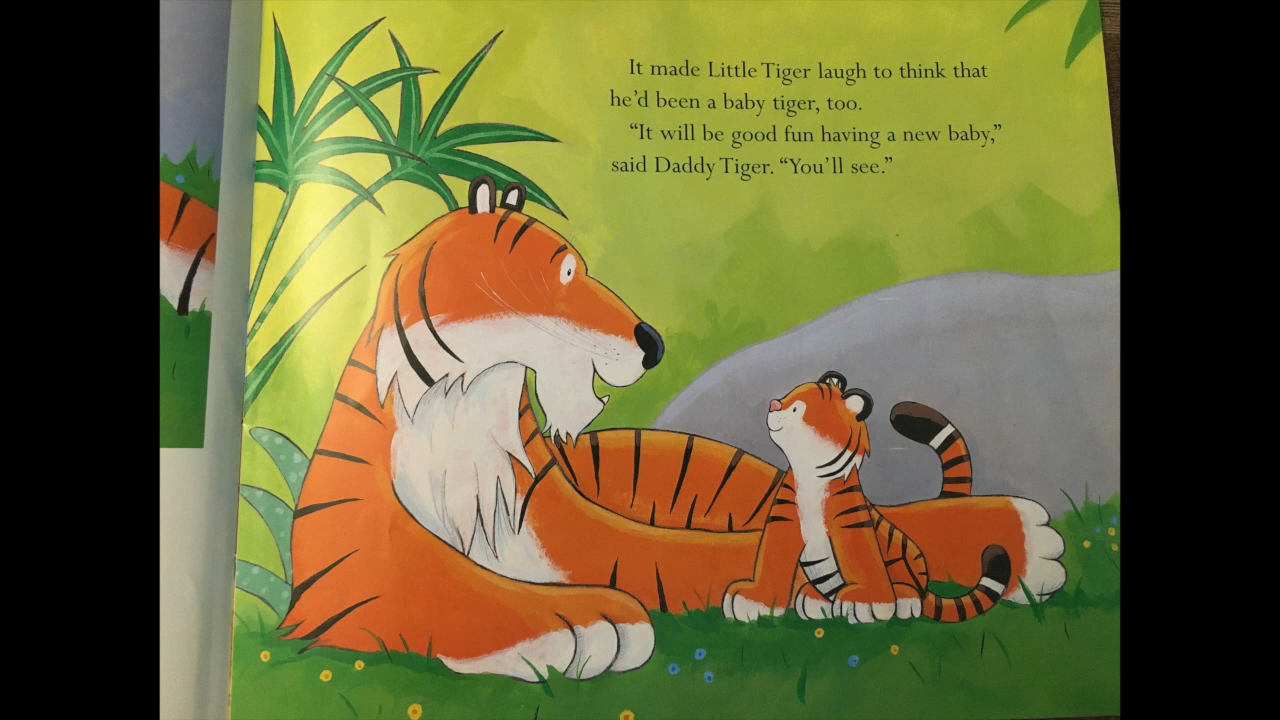 It made Little Tiger laugh to think that
he’d been a baby tiger, too.
“It will be good fun having a new baby,”
said Daddy Tiger. “You’ll see.”